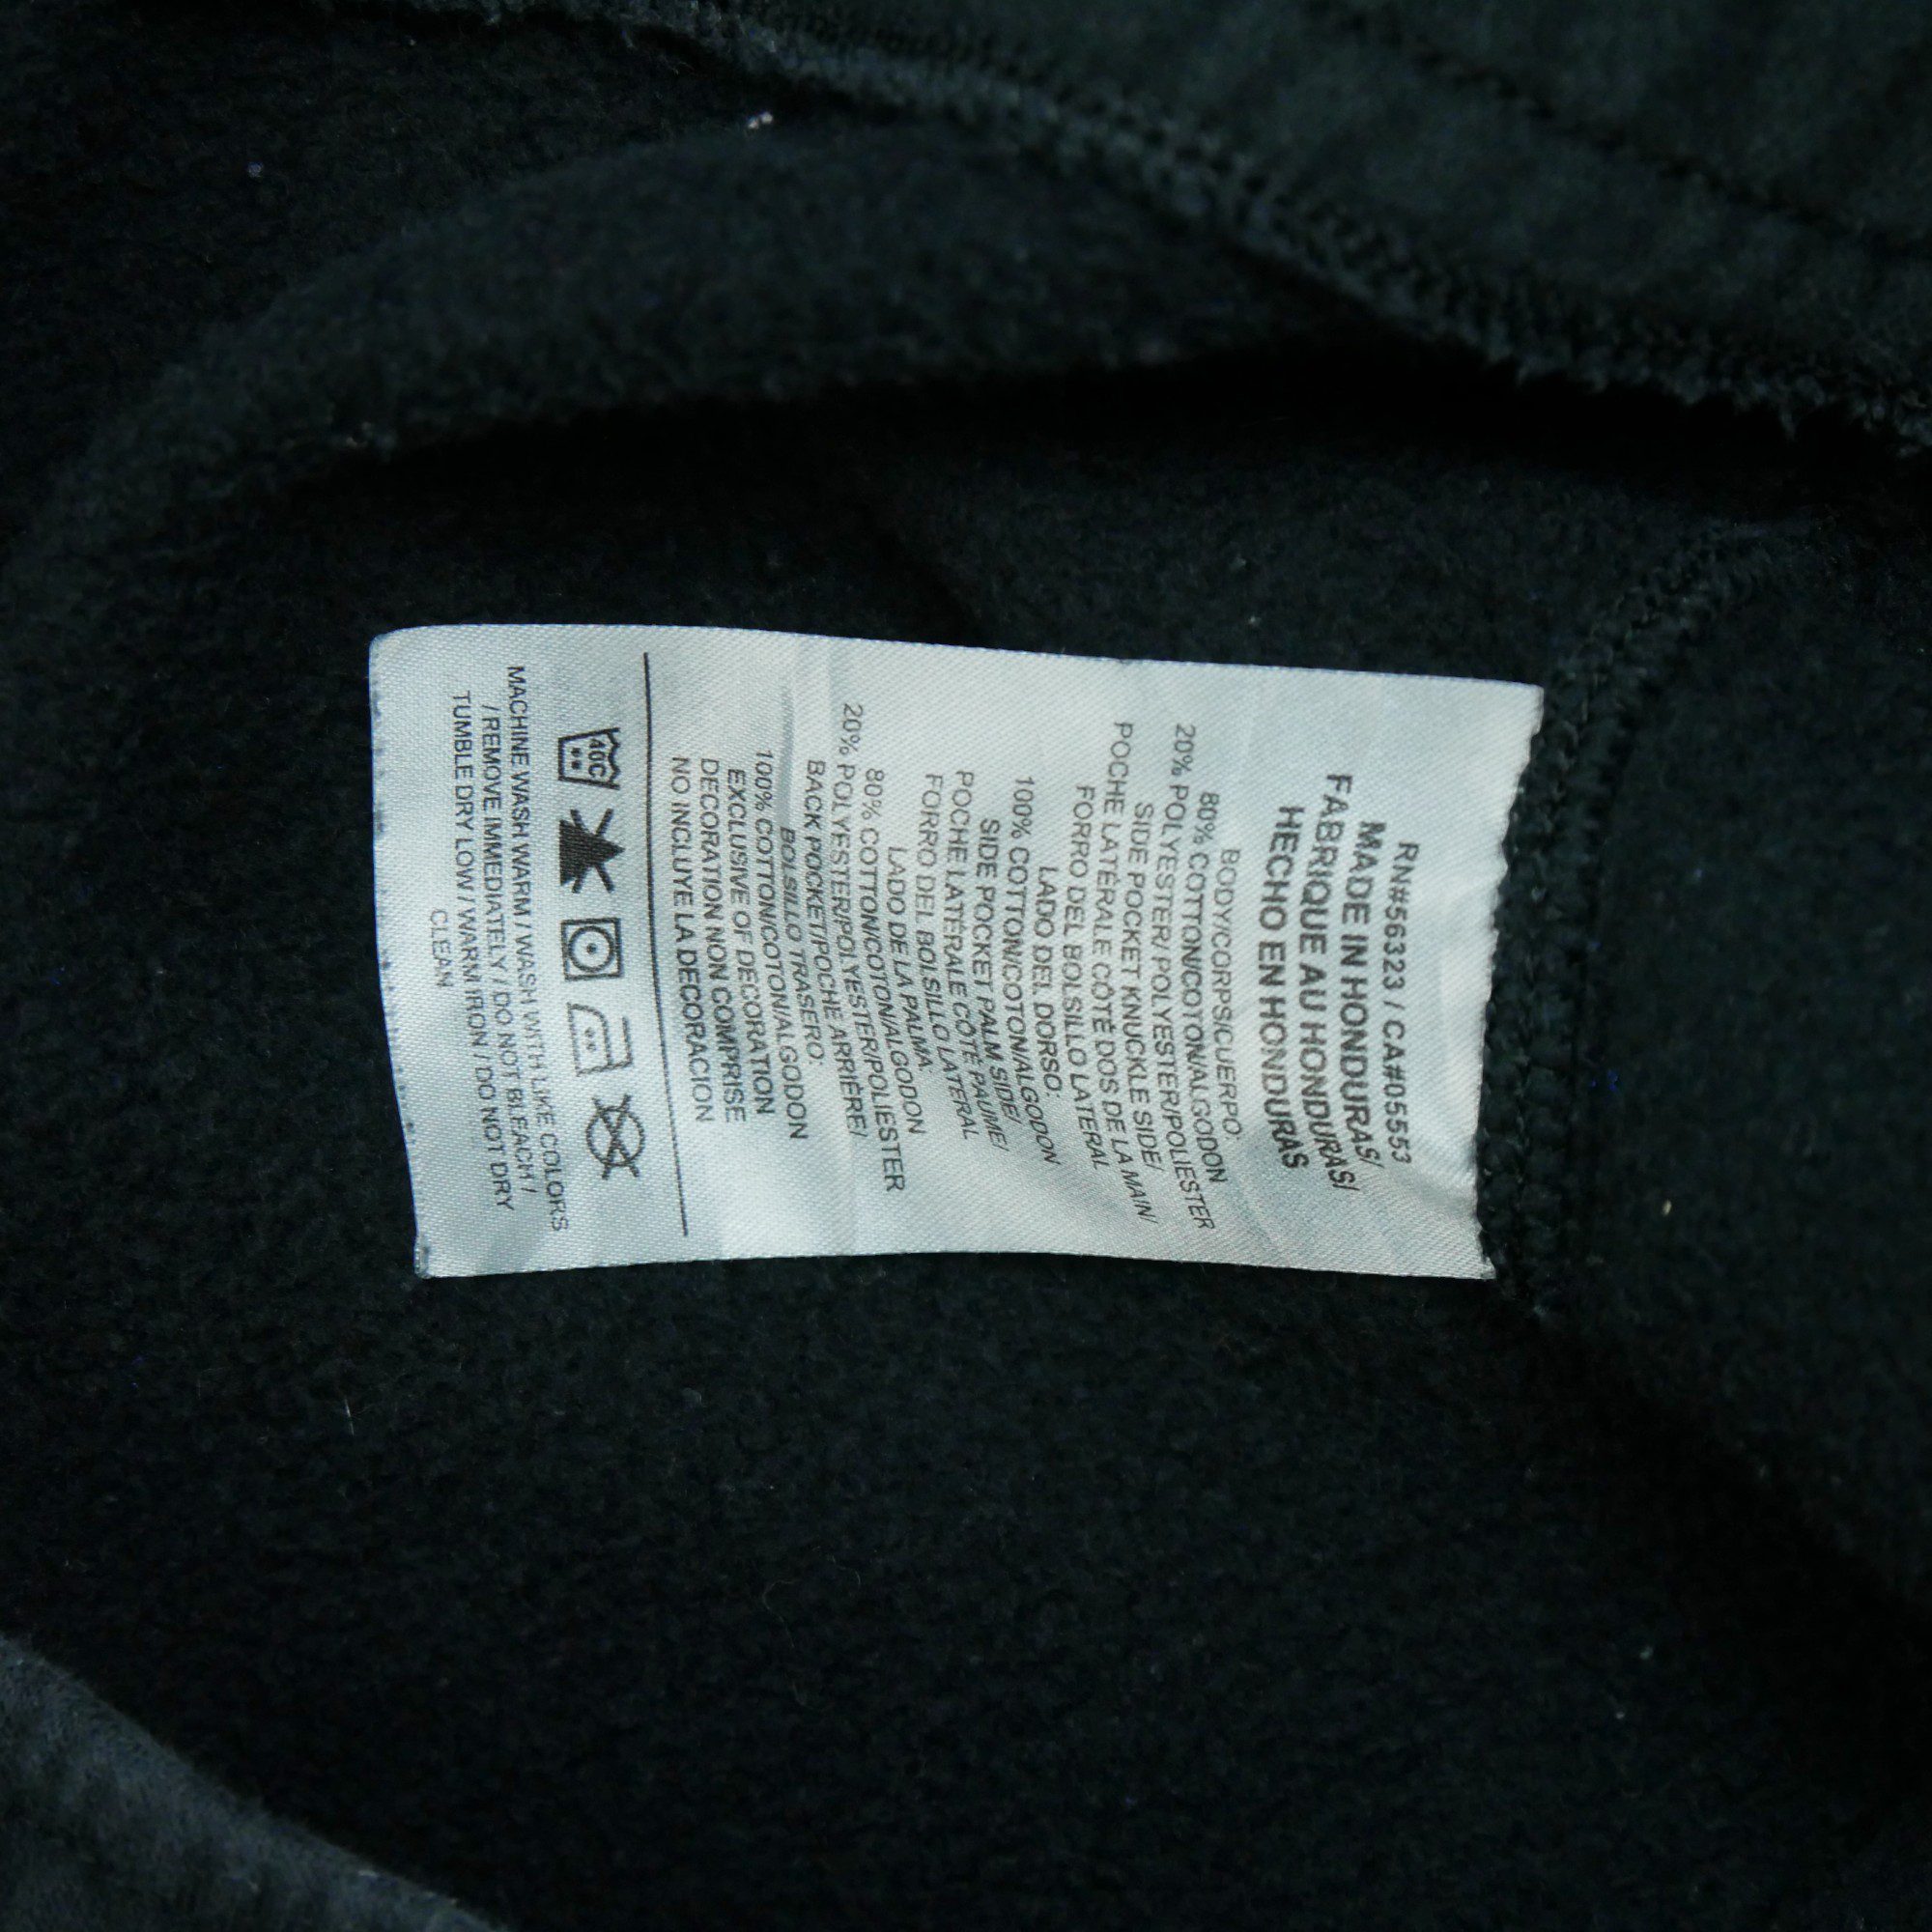 RN#56323 / CA#05553
MADE IN HONDURAS/
FABRIQUE AU HONDURAS/
HECHO EN HONDURAS
BODY/CORPS/CUERPO:
80% COTTON/COTON/ALGODON
20% POLYESTER/ POLYESTER/POLIESTER
SIDE POCKET KNUCKLE SIDE/
POCHE LATÉRALE CÔTÉ DOS DE LA MAIN/
FORRO DEL BOLSILLO LATERAL
LADO DEL DORSO:
100% COTTON/COTON/ALGODON
SIDE POCKET PALM SIDE/
POCHE LATÉRALE CÔTÉ PAUME/
FORRO DEL BOLSILLO LATERAL
LADO DE LA PALMA:
80% COTTON/COTON/ALGODON
20% POLYESTER/POLYESTER/POLIESTER
BACK POCKET/POCHE ARRIÉRE/
BOLSILLO TRASERO:
100% COTTON/COTON/ALGODON
EXCLUSIVE OF DECORATION
DECORATION NON COMPRISE
NO INCLUYE LA DECORACION
40C
MACHINE WASH WARM / WASH WITH LIKE COLORS
/ REMOVE IMMEDIATELY / DO NOT BLEACH /
TUMBLE DRY LOW / WARM IRON / DO NOT DRY
CLEAN